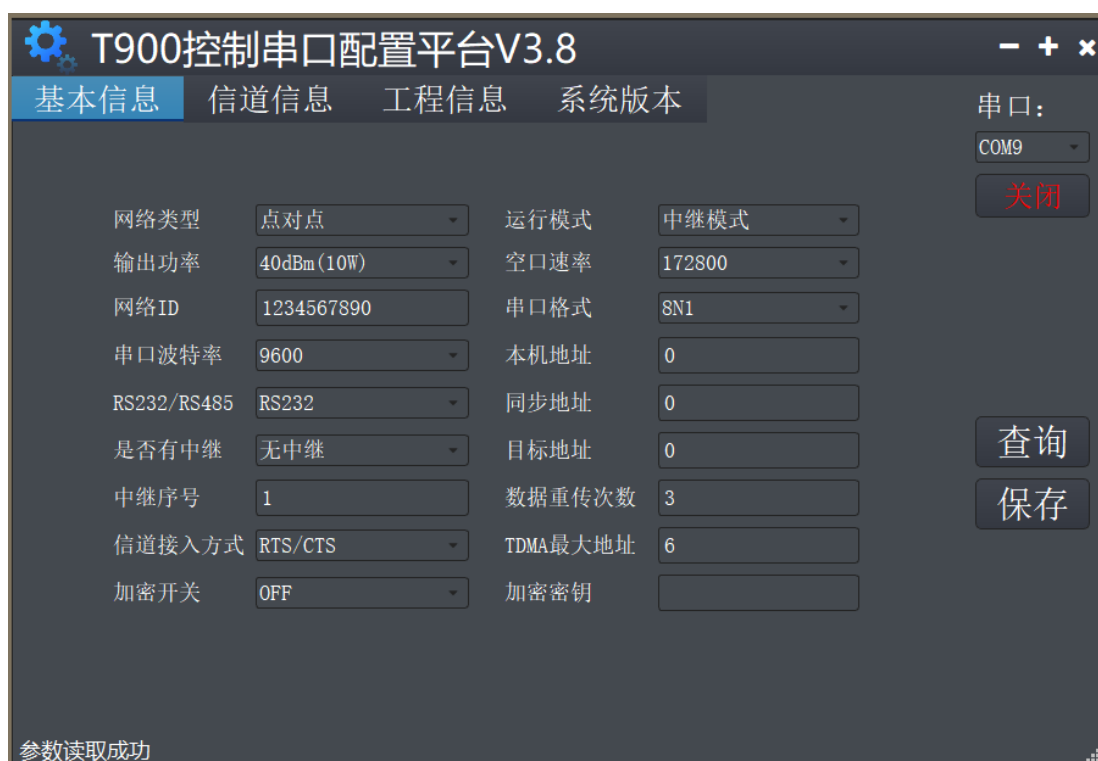 T900控制串口配置平台V3.8
基本信息 信道信息 工程信息 系统版本
串口:
COM9
关闭
网络类型 点对点 运行模式 中继模式
输出功率 40dBm(10W) 空口速率 172800
网络ID 1234567890 串口格式 8N1
串口波特率 9600 本机地址 0
RS232/RS485 RS232 同步地址 0
是否有中继 无中继 目标地址 0
查询
中继序号 1 数据重传次数 3
保存
信道接入方式 RTS/CTS TDMA最大地址 6
加密开关 OFF 加密密钥
参数读取成功